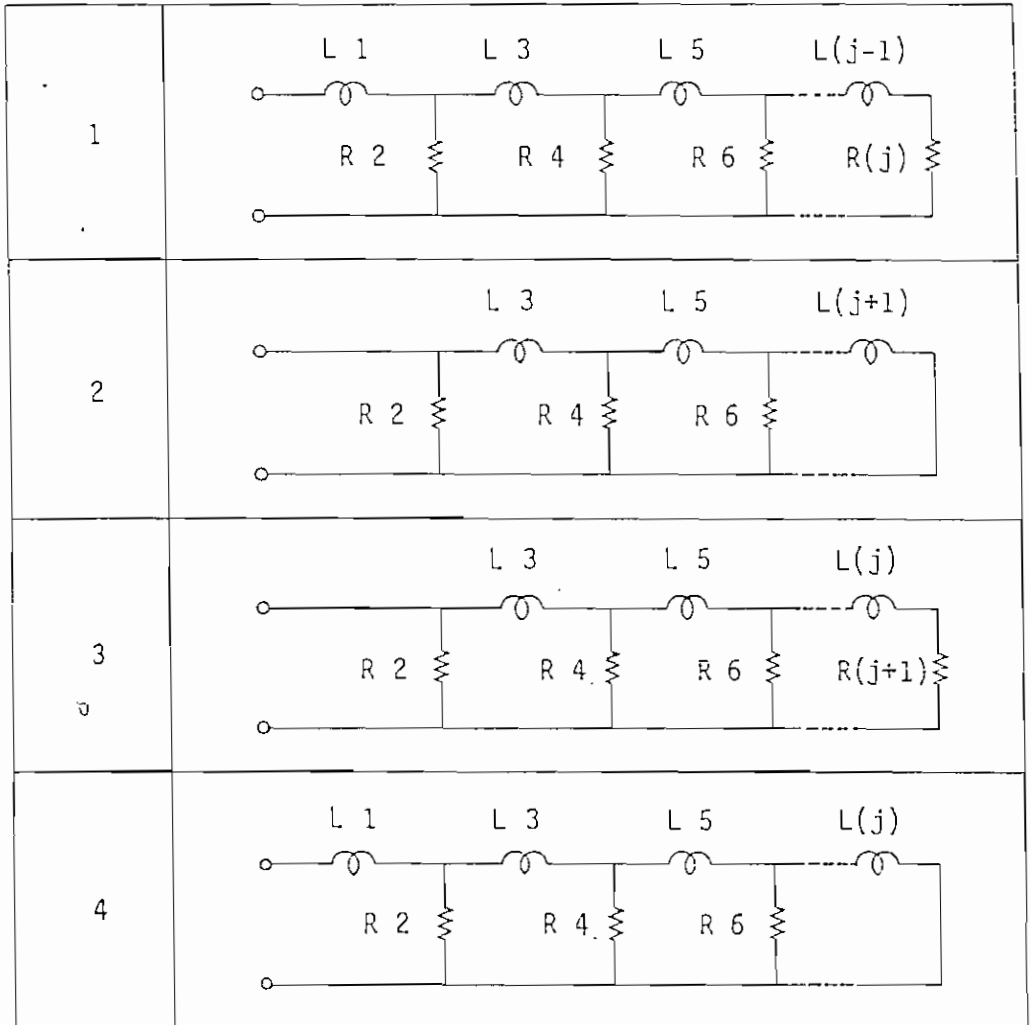 L 1 L 3 L 5 L(j-1)
1
R 2 R 4 R 6 R(j)
L 3 L 5 L(j+1)
2
R 2 R 4 R 6
L 3 L 5 L(j)
3
R 2 R 4 R 6 R(j+1)
L 1 L 3 L 5 L(j)
4
R 2 R 4 R 6